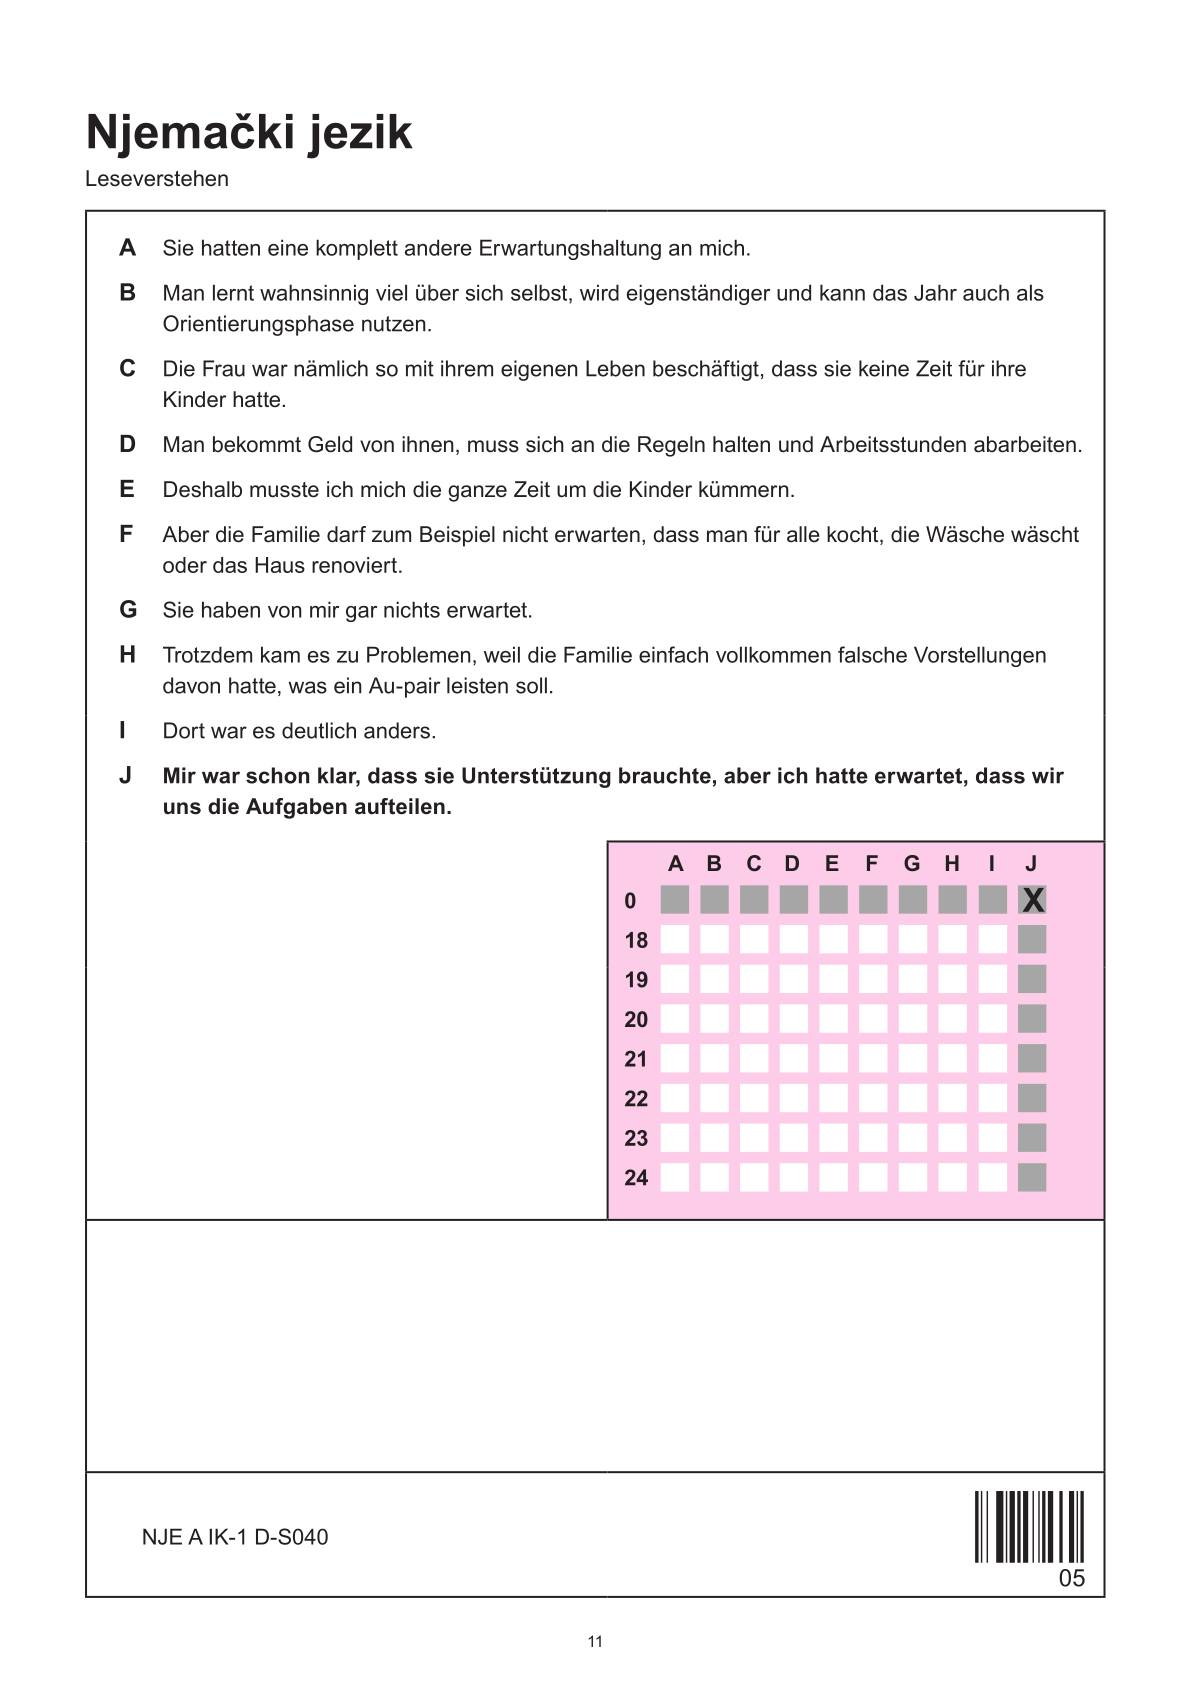 Njemački jezik
Leseverstehen
A Sie hatten eine komplett andere Erwartungshaltung an mich.
B Man lernt wahnsinnig viel über sich selbst, wird eigenständiger und kann das Jahr auch als
Orientierungsphase nutzen.
C Die Frau war nämlich so mit ihrem eigenen Leben beschäftigt, dass sie keine Zeit für ihre
Kinder hatte.
D Man bekommt Geld von ihnen, muss sich an die Regeln halten und Arbeitsstunden abarbeiten.
E Deshalb musste ich mich die ganze Zeit um die Kinder kümmern.
F Aber die Familie darf zum Beispiel nicht erwarten, dass man für alle kocht, die Wäsche wäscht
oder das Haus renoviert.
G Sie haben von mir gar nichts erwartet.
H Trotzdem kam es zu Problemen, weil die Familie einfach vollkommen falsche Vorstellungen
davon hatte, was ein Au-pair leisten soll.
I Dort war es deutlich anders.
J Mir war schon klar, dass sie Unterstützung brauchte, aber ich hatte erwartet, dass wir
uns die Aufgaben aufteilen.
A B C D E F G H I J
0 X
18
19
20
21
22
23
24
NJE A IK-1 D-S040
05
11